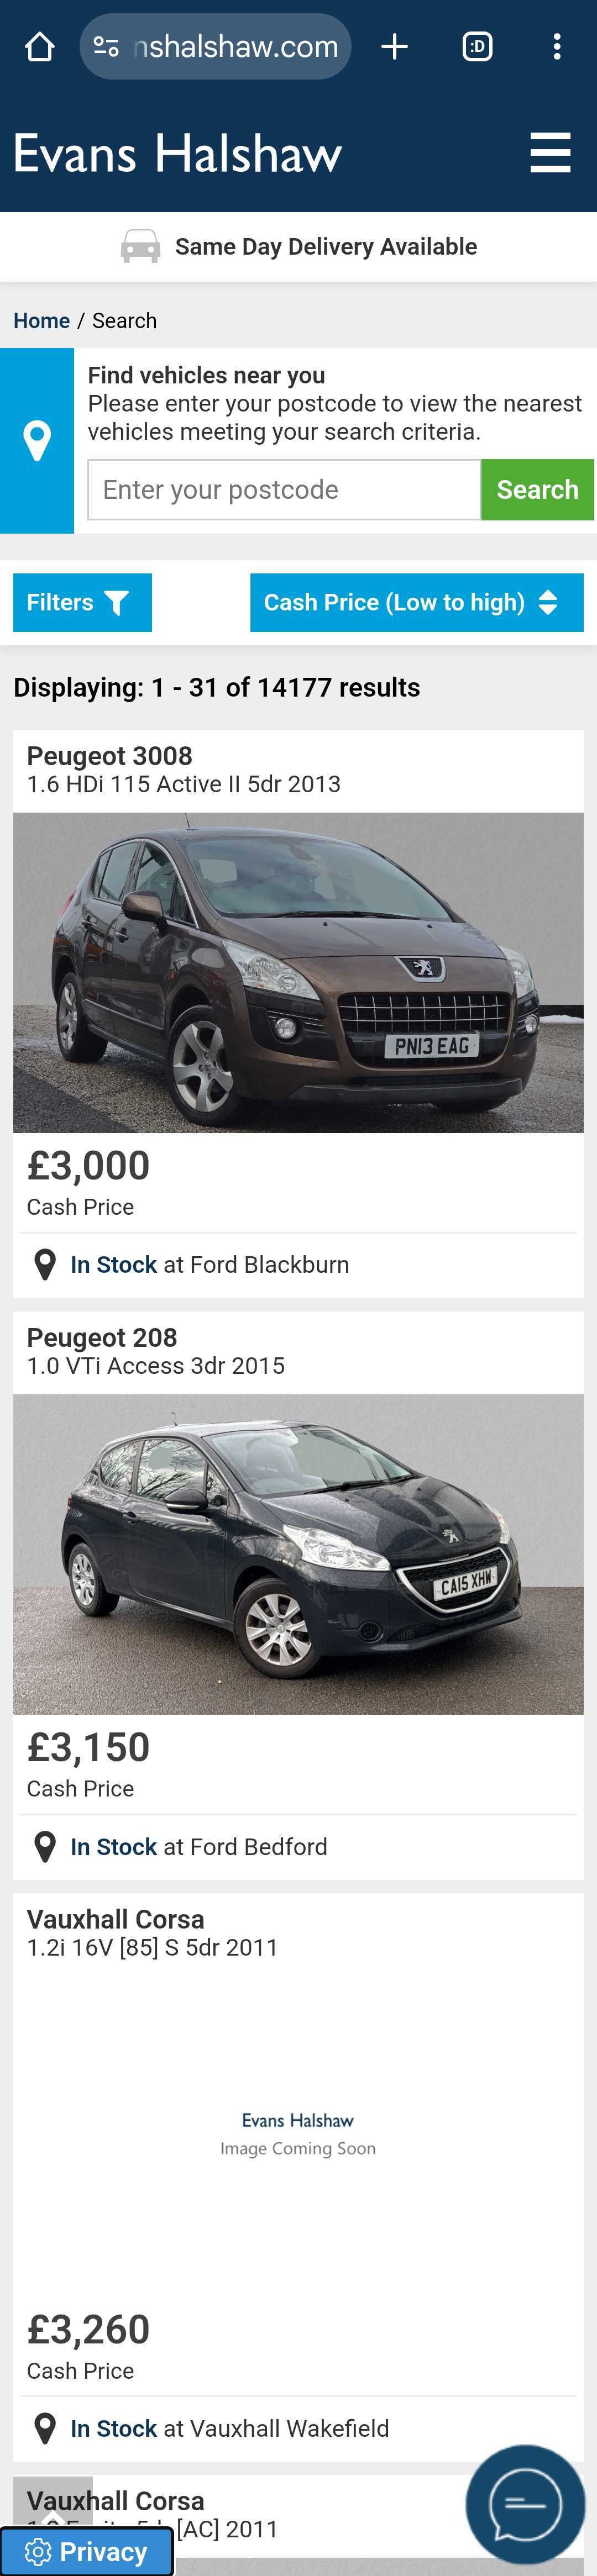 nshalshaw.com
:D
Evans Halshaw
Same Day Delivery Available
Home / Search
Find vehicles near you
Please enter your postcode to view the nearest
vehicles meeting your search criteria.
Enter your postcode
Search
Filters
Cash Price (Low to high)
Displaying: 1 - 31 of 14177 results
Peugeot 3008
1.6 HDi 115 Active II 5dr 2013
PN13 EAG
£3,000
Cash Price
In Stock at Ford Blackburn
Peugeot 208
1.0 VTi Access 3dr 2015
CA15 XHW
£3,150
Cash Price
In Stock at Ford Bedford
Vauxhall Corsa
1.2i 16V [85] S 5dr 2011
Evans Halshaw
Image Coming Soon
£3,260
Cash Price
In Stock at Vauxhall Wakefield
Vauxhall Corsa
[AC] 2011
Privacy